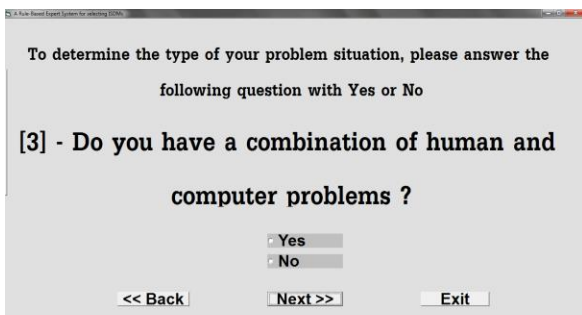 A Rule-Based Expert System for selecting ISDMs
To determine the type of your problem situation, please answer the
following question with Yes or No
[3] - Do you have a combination of human and
computer problems ?
Yes
No
<< Back Next >> Exit